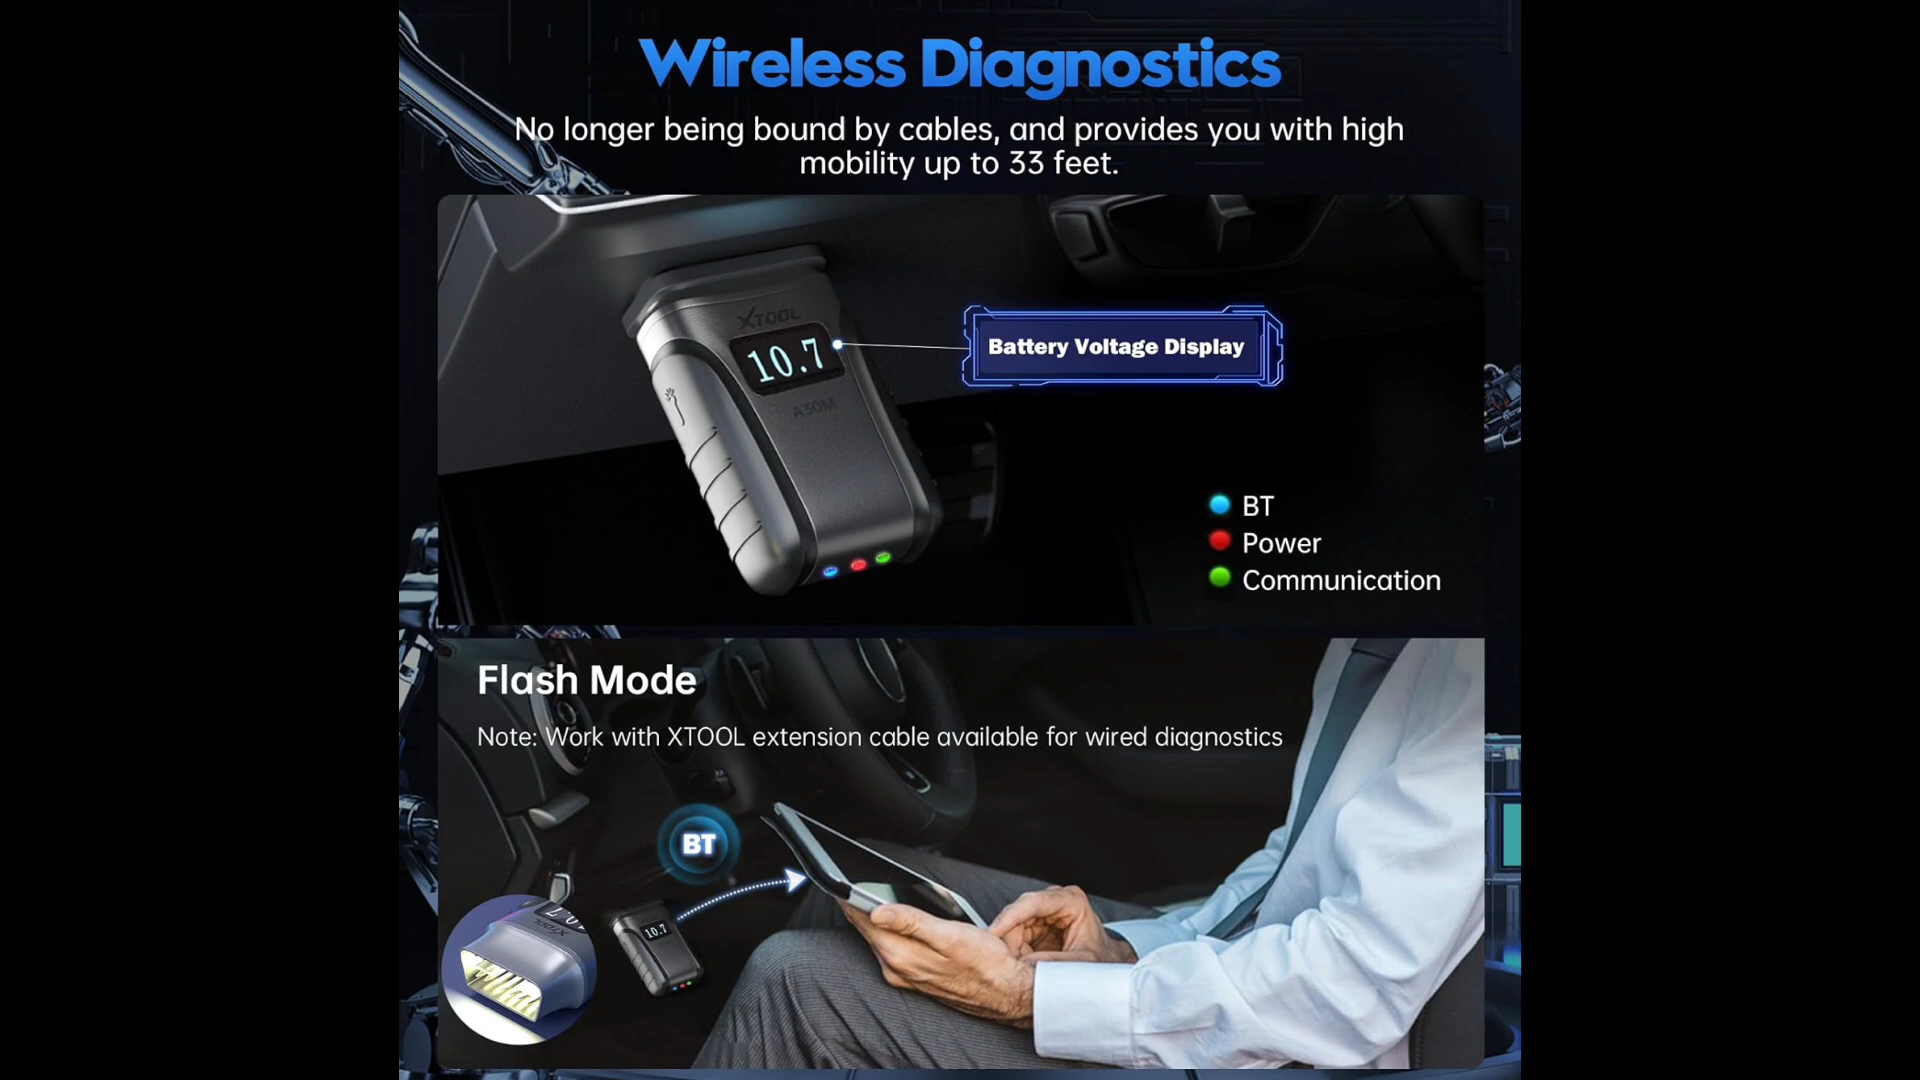 Wireless Diagnostics
No longer being bound by cables, and provides you with high
mobility up to 33 feet.
XTOOL
10.7
Battery Voltage Display
A30M
BT
Power
Communication
Flash Mode
Note: Work with XTOOL extension cable available for wired diagnostics
BT
10.7
XTOOL